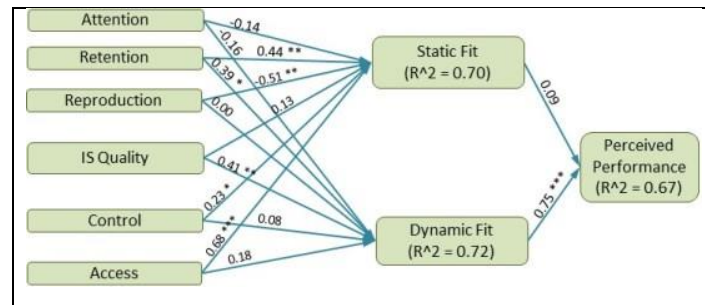 Attention
Retention
Reproduction
IS Quality
Control
Access
-0.14
-0.16
0.44 **
0.39 *
-0.51 **
0.00
0.13
0.41 **
0.23 *
0.08
0.68 ***
0.18
Static Fit
(R^2 = 0.70)
Dynamic Fit
(R^2 = 0.72)
0.09
0.75 ***
Perceived
Performance
(R^2 = 0.67)